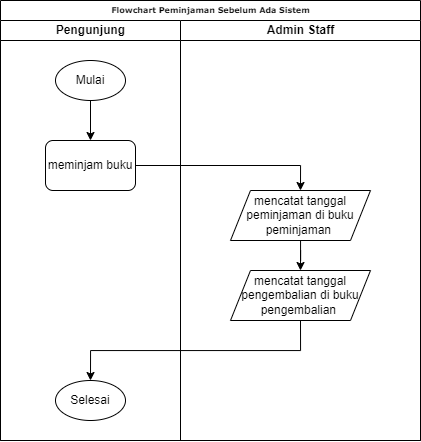 Flowchart Peminjaman Sebelum Ada Sistem
Pengunjung
Admin Staff
Mulai
meminjam buku
mencatat tanggal
peminjaman di buku
peminjaman
mencatat tanggal
pengembalian di buku
pengembalian
Selesai